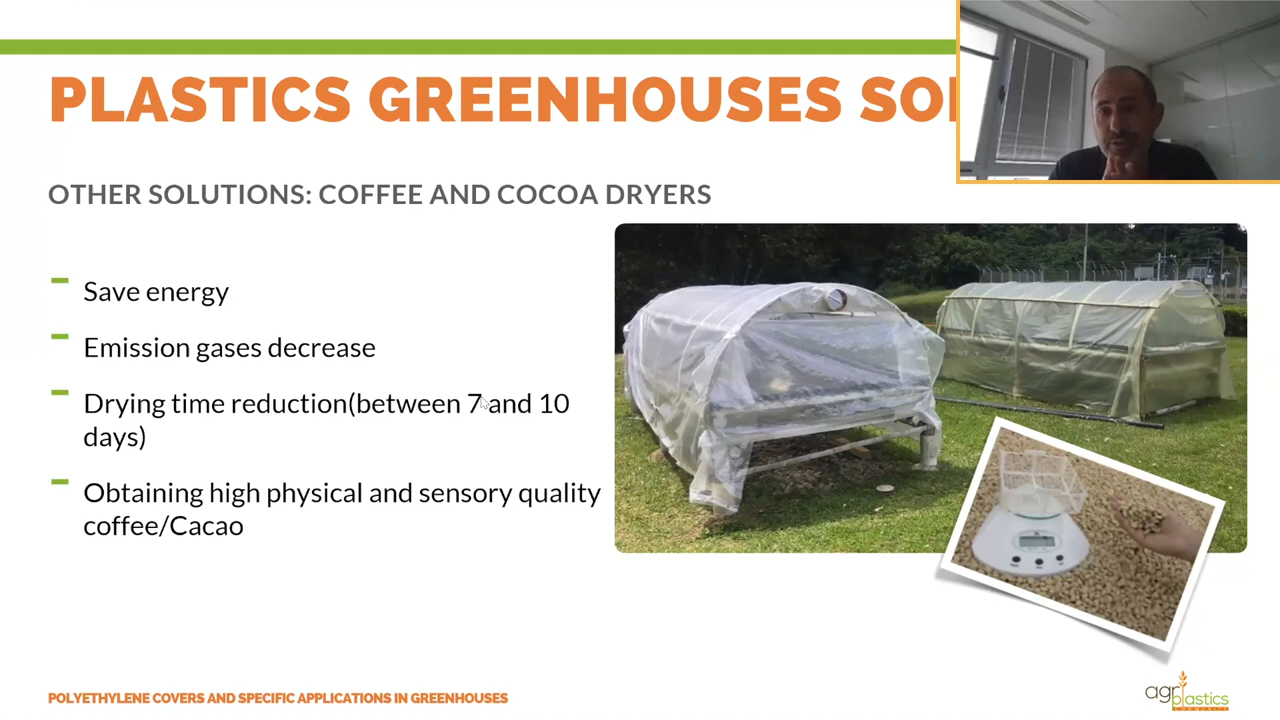 PLASTICS GREENHOUSES SO
OTHER SOLUTIONS: COFFEE AND COCOA DRYERS
Save energy
Emission gases decrease
Drying time reduction(between 7 and 10
days)
Obtaining high physical and sensory quality
coffee/Cacao
POLYETHYLENE COVERS AND SPECIFIC APPLICATIONS IN GREENHOUSES
agriplastics
COMMUNITY